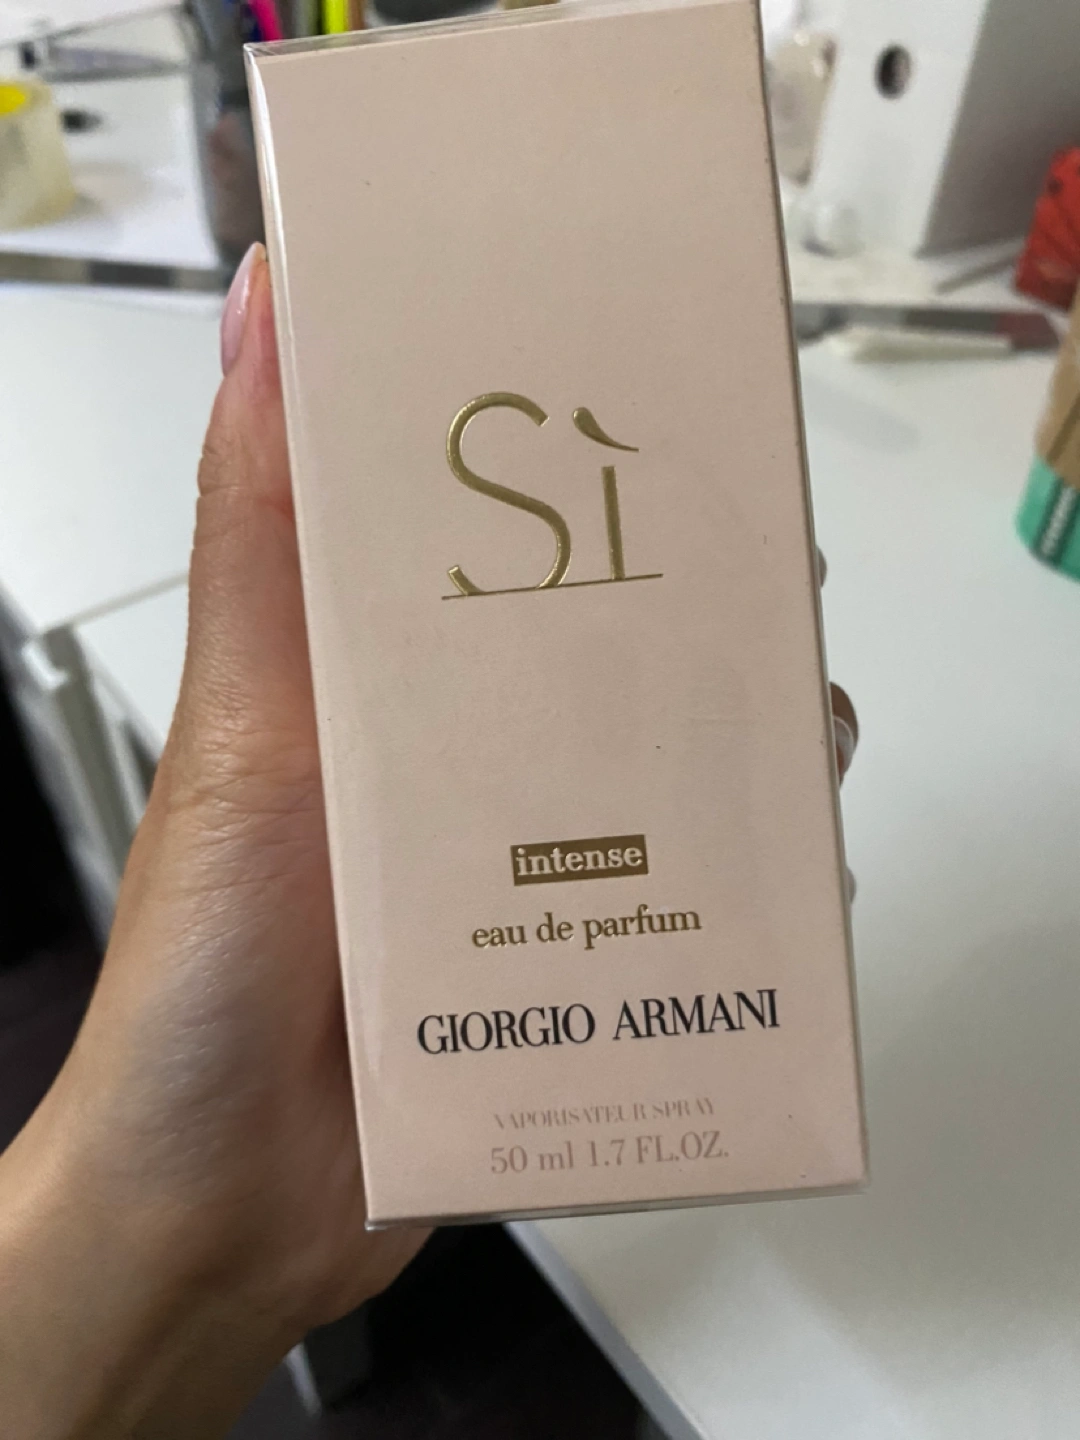 Sì
intense
eau de parfum
GIORGIO ARMANI
VAPORISATEUR SPRAY
50 ml 1.7 FL.OZ.